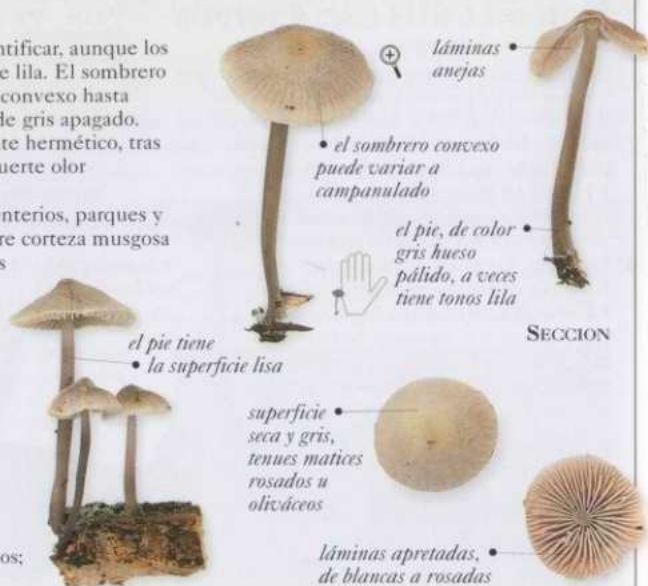 ntificar, aunque los
e lila. El sombrero
convexo hasta
de gris apagado.
te hermético, tras
uerte olor
enterios, parques y
re corteza musgosa
s
láminas
anejas
el sombrero convexo
puede variar a
campanulado
el pie, de color
gris hueso
pálido, a veces
tiene tonos lila
SECCION
el pie tiene
la superficie lisa
superficie
seca y gris,
tenues matices
rosados u
oliváceos
os;
láminas apretadas,
de blancas a rosadas